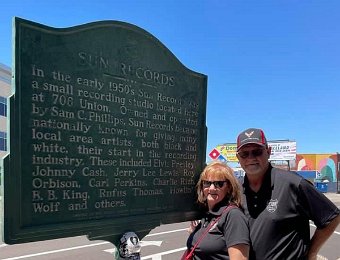 SUN RECORDS
In the early 1950's Sun Records was
a small recording studio located here
at 706 Union. Owned and operated
by Sam C. Phillips, Sun Records became
nationally known for giving many
local area artists, both black and
white, their start in the recording
industry. These included Elvis Presley,
Johnny Cash, Jerry Lee Lewis, Roy
Orbison, Carl Perkins, Charlie Rich,
B. B. King, Rufus Thomas, Howlin'
Wolf and others.